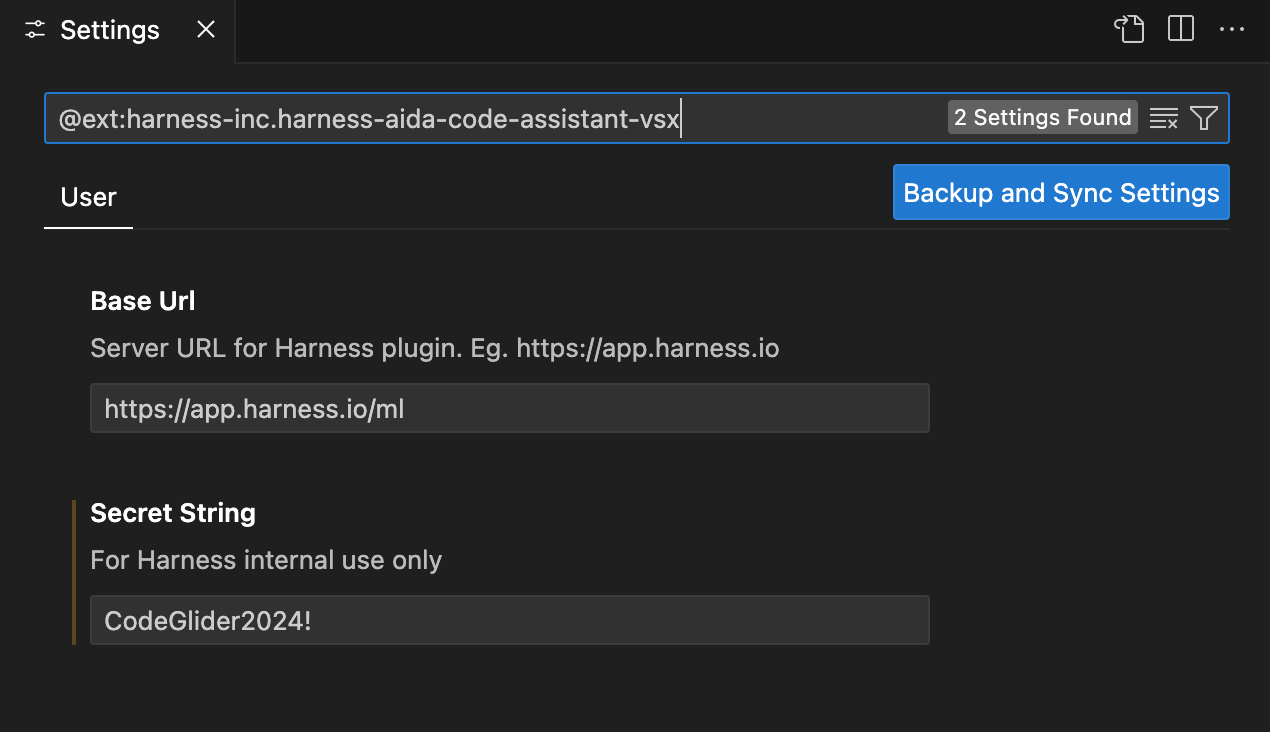 Settings
@ext:harness-inc.harness-aida-code-assistant-vsx 2 Settings Found
User Backup and Sync Settings
Base Url
Server URL for Harness plugin. Eg. https://app.harness.io
https://app.harness.io/ml
Secret String
For Harness internal use only
CodeGlider2024!